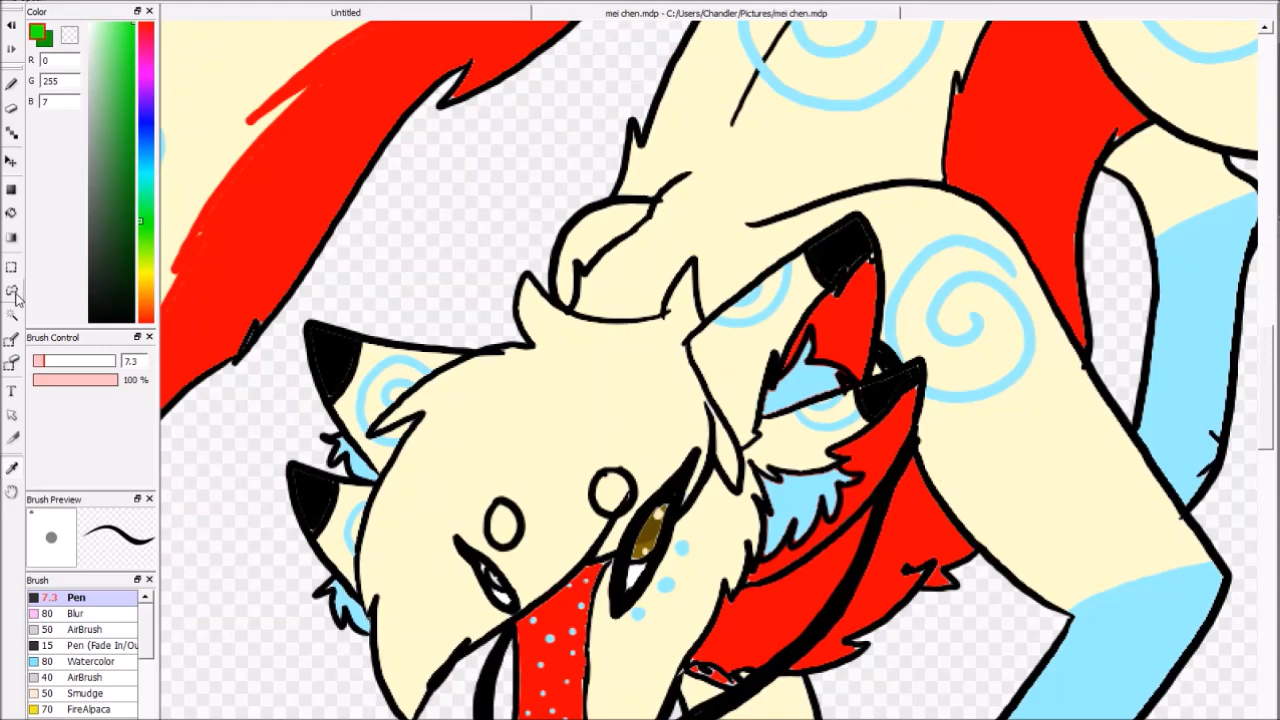 Color
Untitled
mei chen.mdp - C:/Users/Chandler/Pictures/mei chen.mdp
R 0
G 255
B 7
Brush Control
7.3
100 %
T
Brush Preview
Brush
7.3 Pen
80 Blur
50 AirBrush
15 Pen (Fade In/Ou
80 Watercolor
40 AirBrush
50 Smudge
70 FireAlpaca